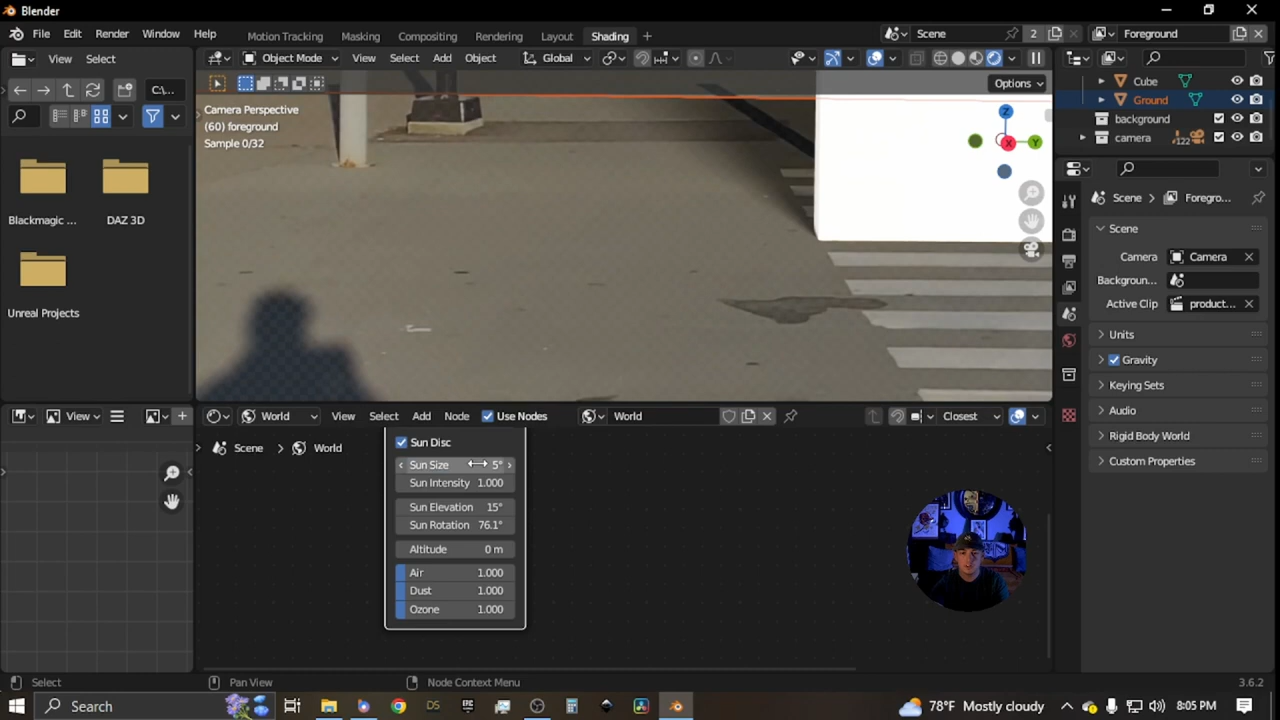 Blender
File Edit Render Window Help
Motion Tracking Masking Compositing Rendering Layout Shading +
Scene 2 Foreground
View Select
Object Mode View Select Add Object Global
Options
C:\...
Camera Perspective
(60) foreground
Sample 0/32
Z
X
Y
Blackmagic ... DAZ 3D
Unreal Projects
Cube
Ground
background
camera 122
Scene Foregro...
Scene
Camera Camera
Backgroun...
Active Clip product...
Units
Gravity
Keying Sets
Audio
Rigid Body World
Custom Properties
View
World View Select Add Node Use Nodes World Closest
Scene > World
Sun Disc
Sun Size 5°
Sun Intensity 1.000
Sun Elevation 15°
Sun Rotation 76.1°
Altitude 0 m
Air 1.000
Dust 1.000
Ozone 1.000
Select Pan View Node Context Menu 3.6.2
Search DS EPIC 78°F Mostly cloudy 8:05 PM